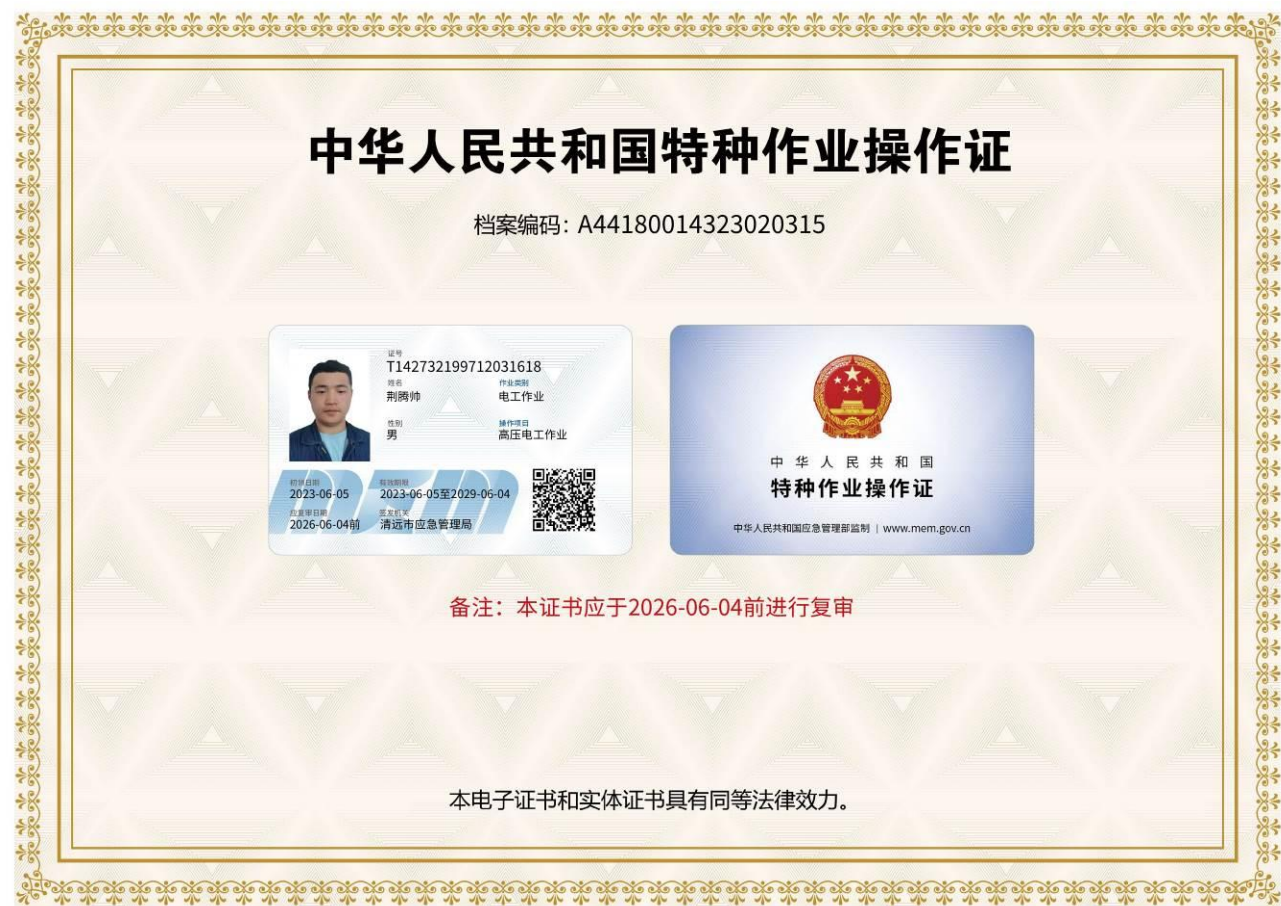 中华人民共和国特种作业操作证
档案编码：A44180014323020315
证号
T142732199712031618
姓名 作业类别
荆腾帅 电工作业
性别 操作项目
男 高压电工作业
初领日期 有效期限
2023-06-05 2023-06-05至2029-06-04
应复审日期 签发机关
2026-06-04前 清远市应急管理局
中华人民共和国
特种作业操作证
中华人民共和国应急管理部监制 | www.mem.gov.cn
备注：本证书应于2026-06-04前进行复审
本电子证书和实体证书具有同等法律效力。